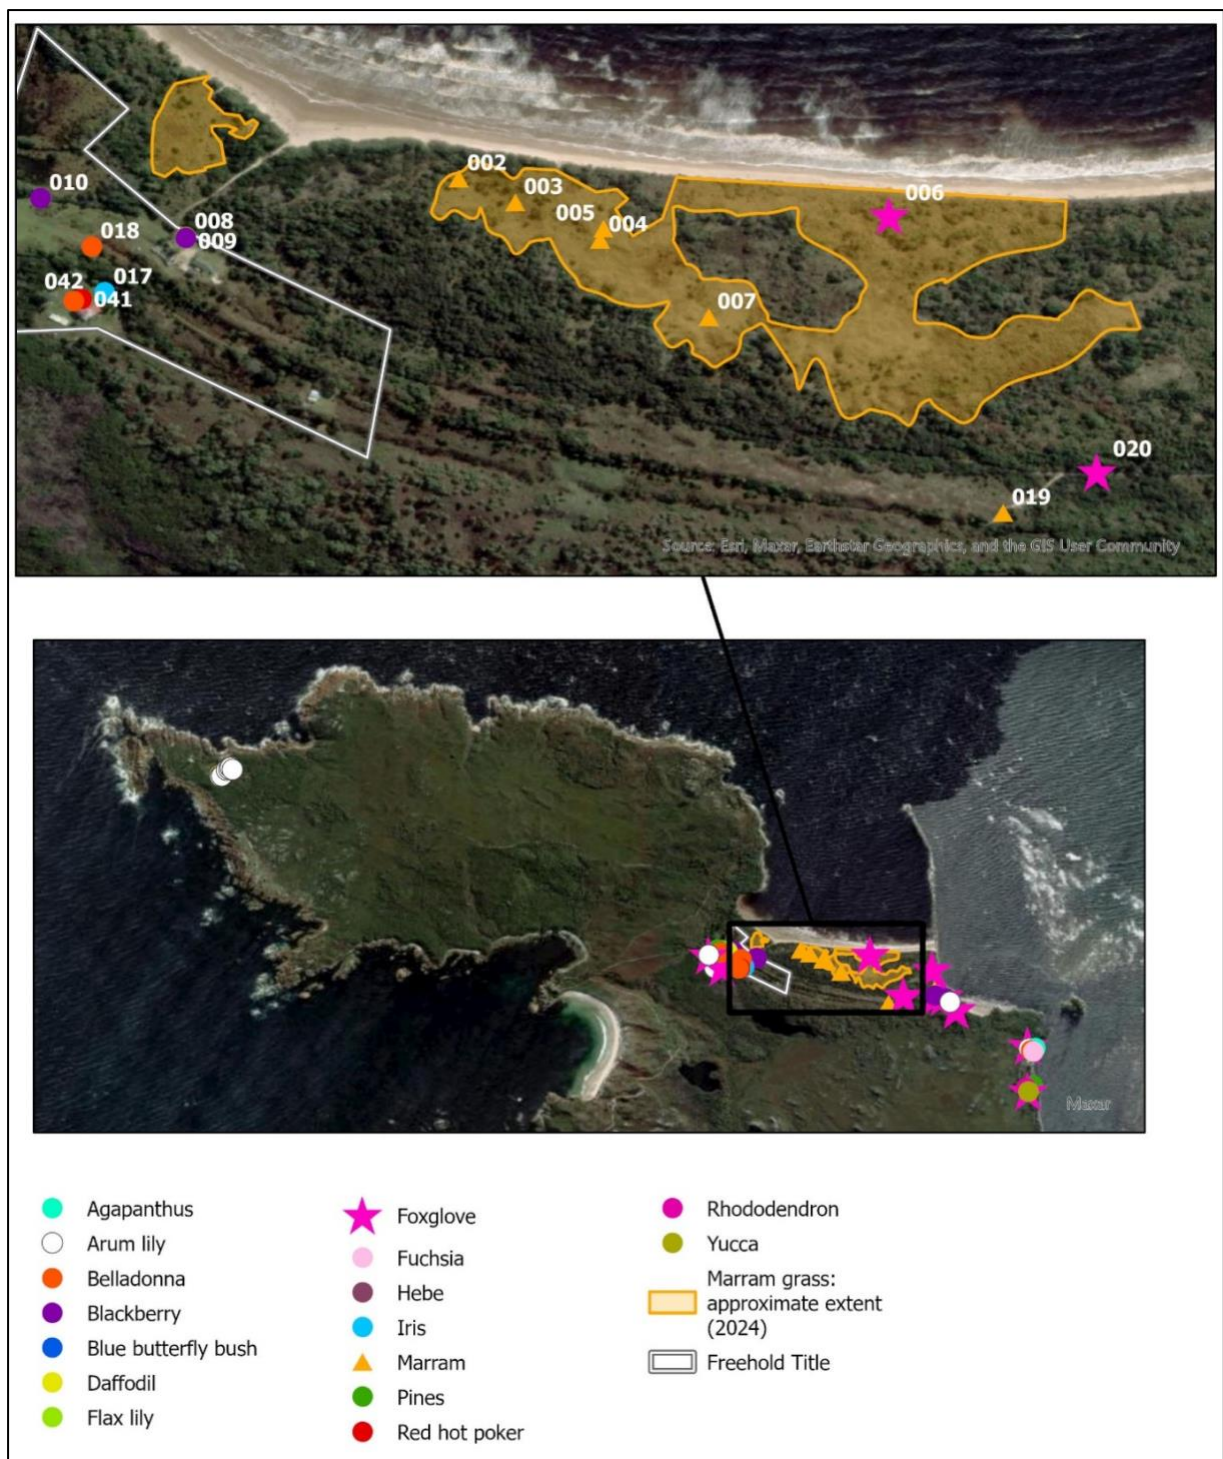 002
003
006
010
005
004
008
018
009
017
042
041
007
020
019
Source: Esri, Maxar, Earthstar Geographics, and the GIS User Community
Maxar
Agapanthus
Arum lily
Belladonna
Blackberry
Blue butterfly bush
Daffodil
Flax lily
Foxglove
Fuchsia
Hebe
Iris
Marram
Pines
Red hot poker
Rhododendron
Yucca
Marram grass:
approximate extent
(2024)
Freehold Title